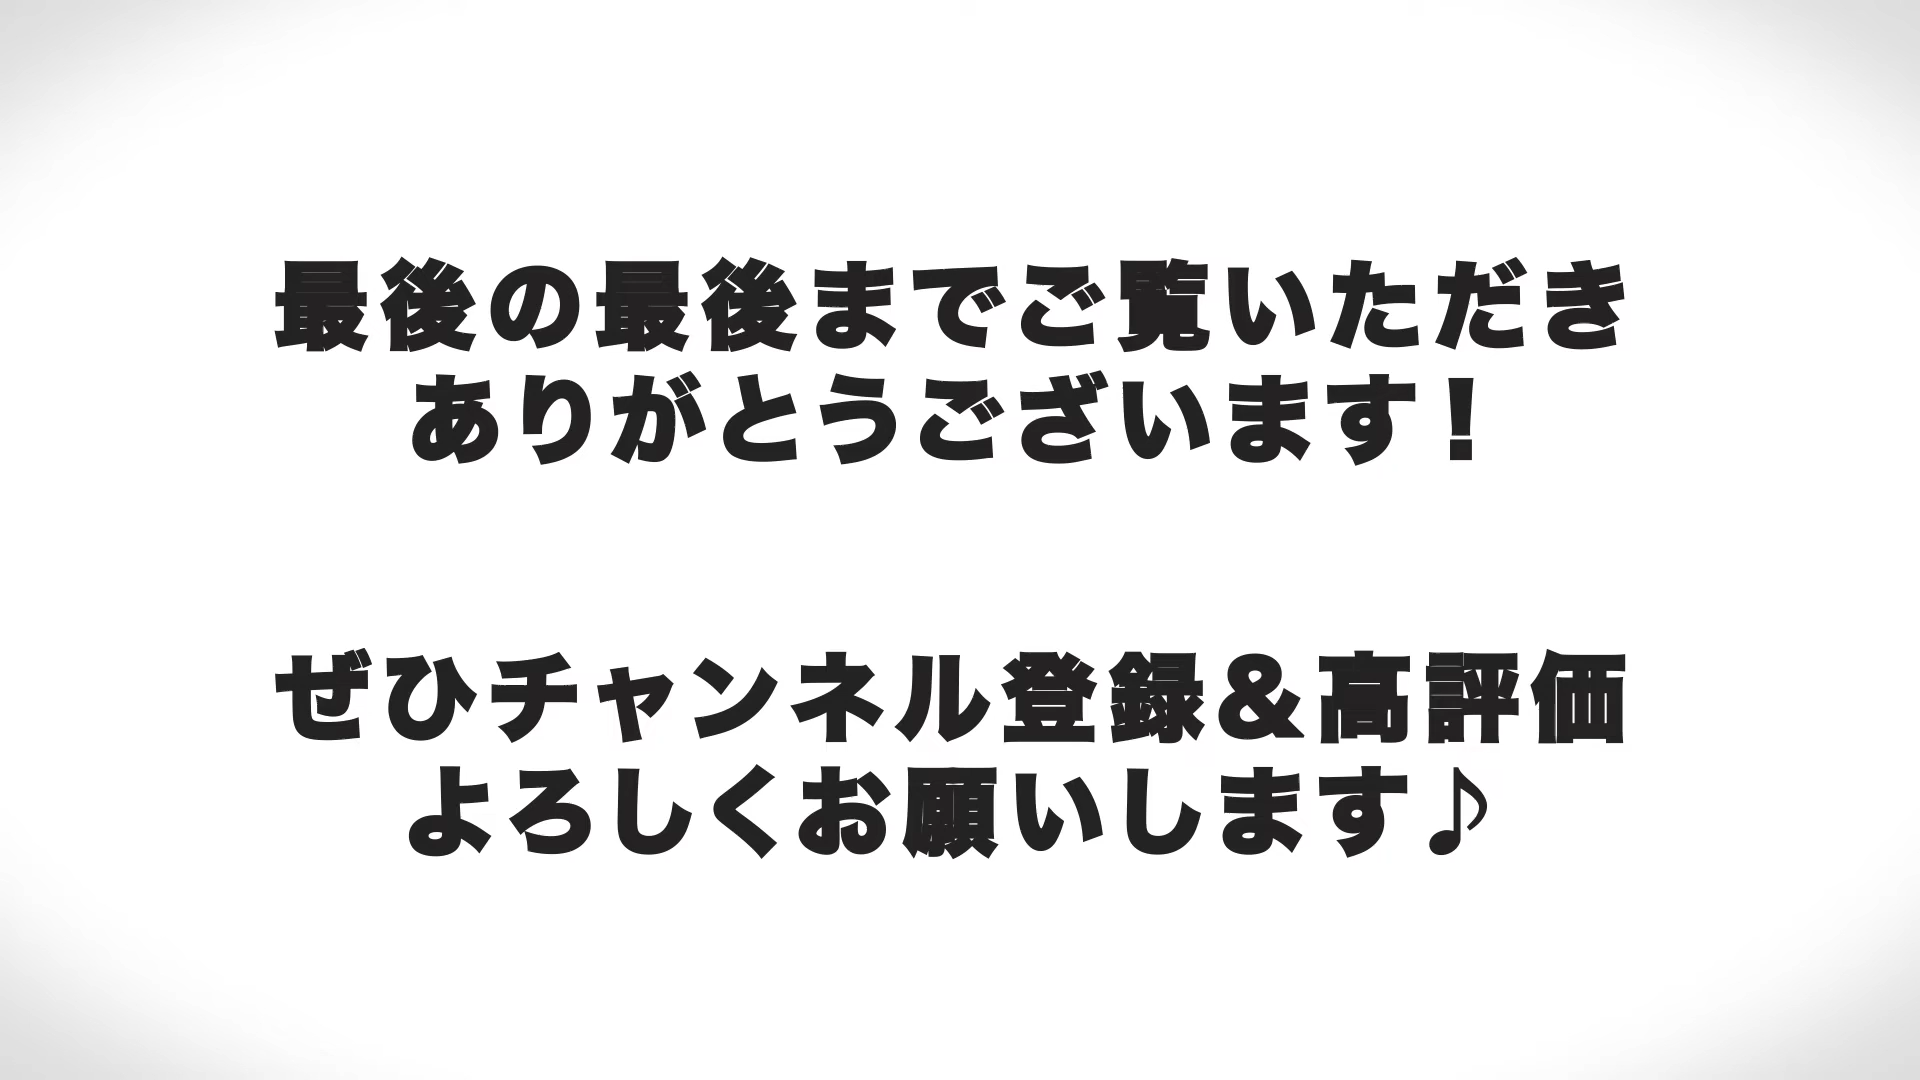 最後の最後までご覧いただき
ありがとうございます！
ぜひチャンネル登録＆高評価
よろしくお願いします♪